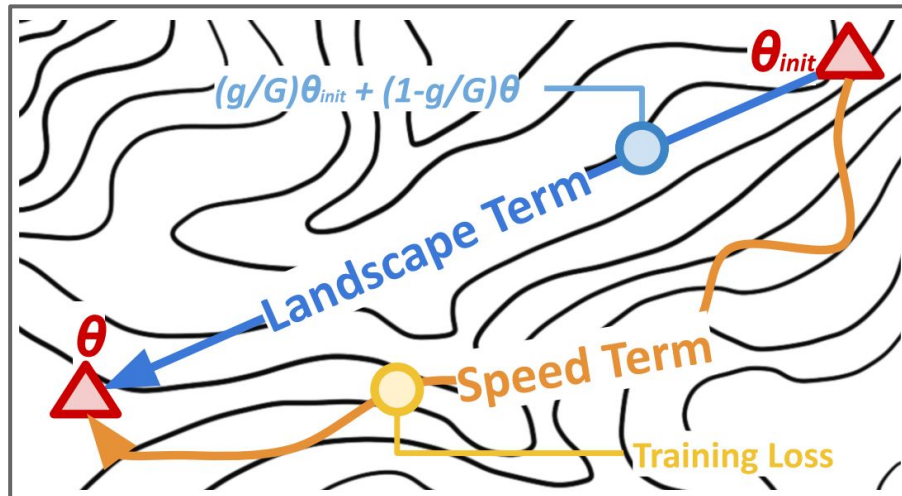 θinit
(g/G)θinit + (1-g/G)θ
Landscape Term
θ
Speed Term
Training Loss